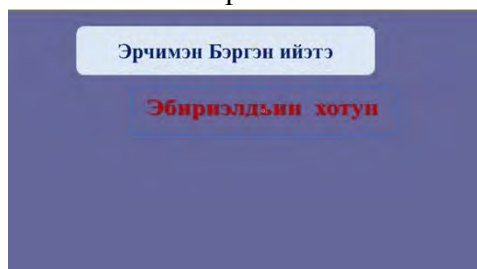 Эрчимэн Бэргэн ийэтэ
Эбириэлдьин хотун